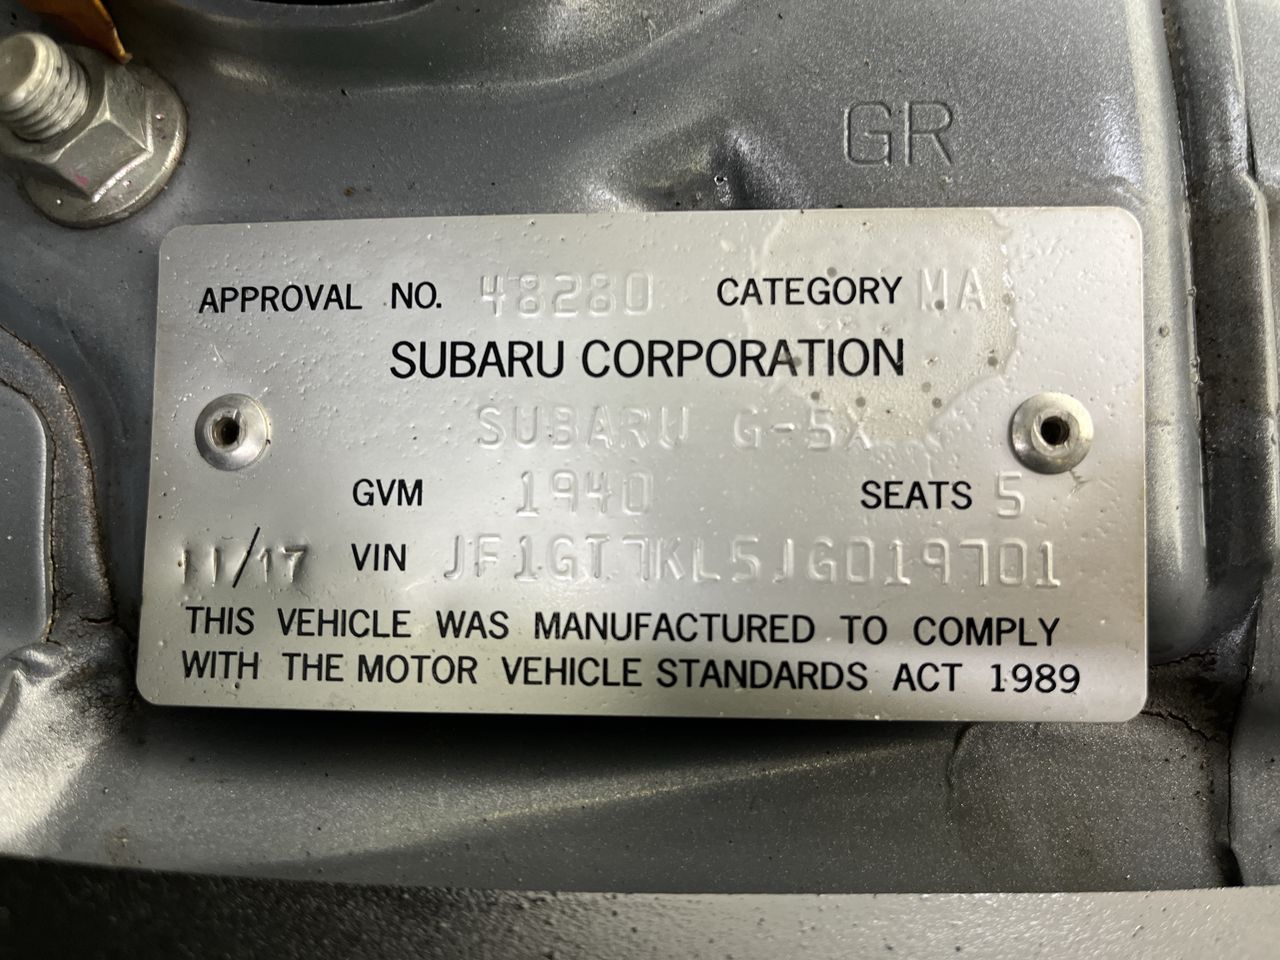 GR
APPROVAL NO. 48280 CATEGORY MA
SUBARU CORPORATION
SUBARU G-5X
GVM 1940 SEATS 5
11/17 VIN JF1GT7KL5JG019701
THIS VEHICLE WAS MANUFACTURED TO COMPLY
WITH THE MOTOR VEHICLE STANDARDS ACT 1989